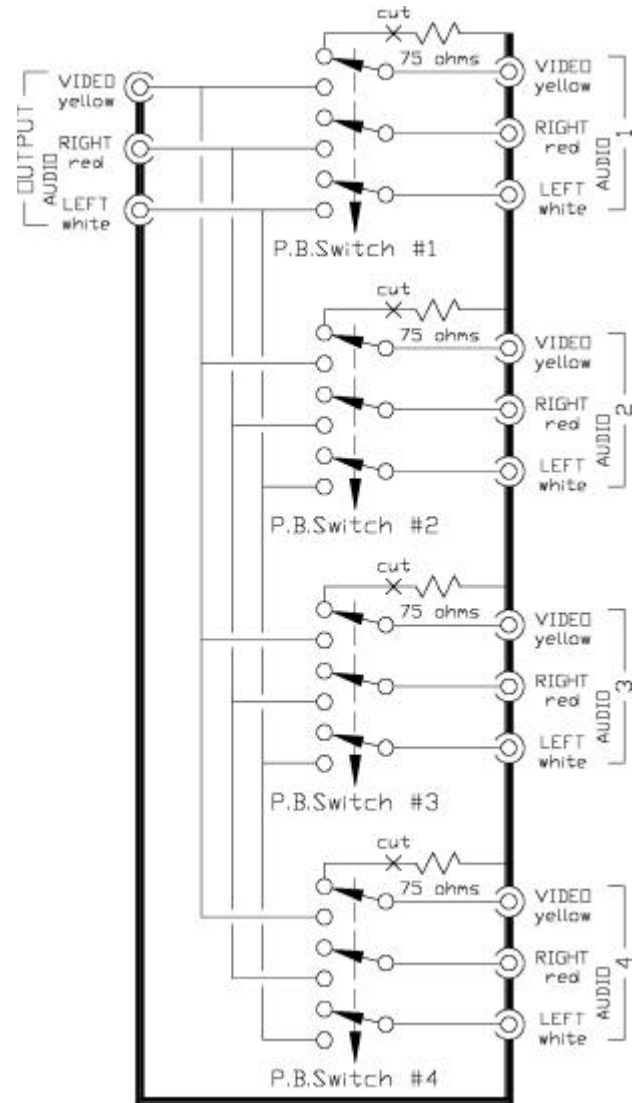 cut
75 ohms
OUTPUT
AUDIO
VIDEO
yellow
RIGHT
red
LEFT
white
VIDEO
yellow
RIGHT
red
LEFT
white
AUDIO
1
P.B.Switch #1
cut
75 ohms
VIDEO
yellow
RIGHT
red
LEFT
white
AUDIO
2
P.B.Switch #2
cut
75 ohms
VIDEO
yellow
RIGHT
red
LEFT
white
AUDIO
3
P.B.Switch #3
cut
75 ohms
VIDEO
yellow
RIGHT
red
LEFT
white
AUDIO
4
P.B.Switch #4